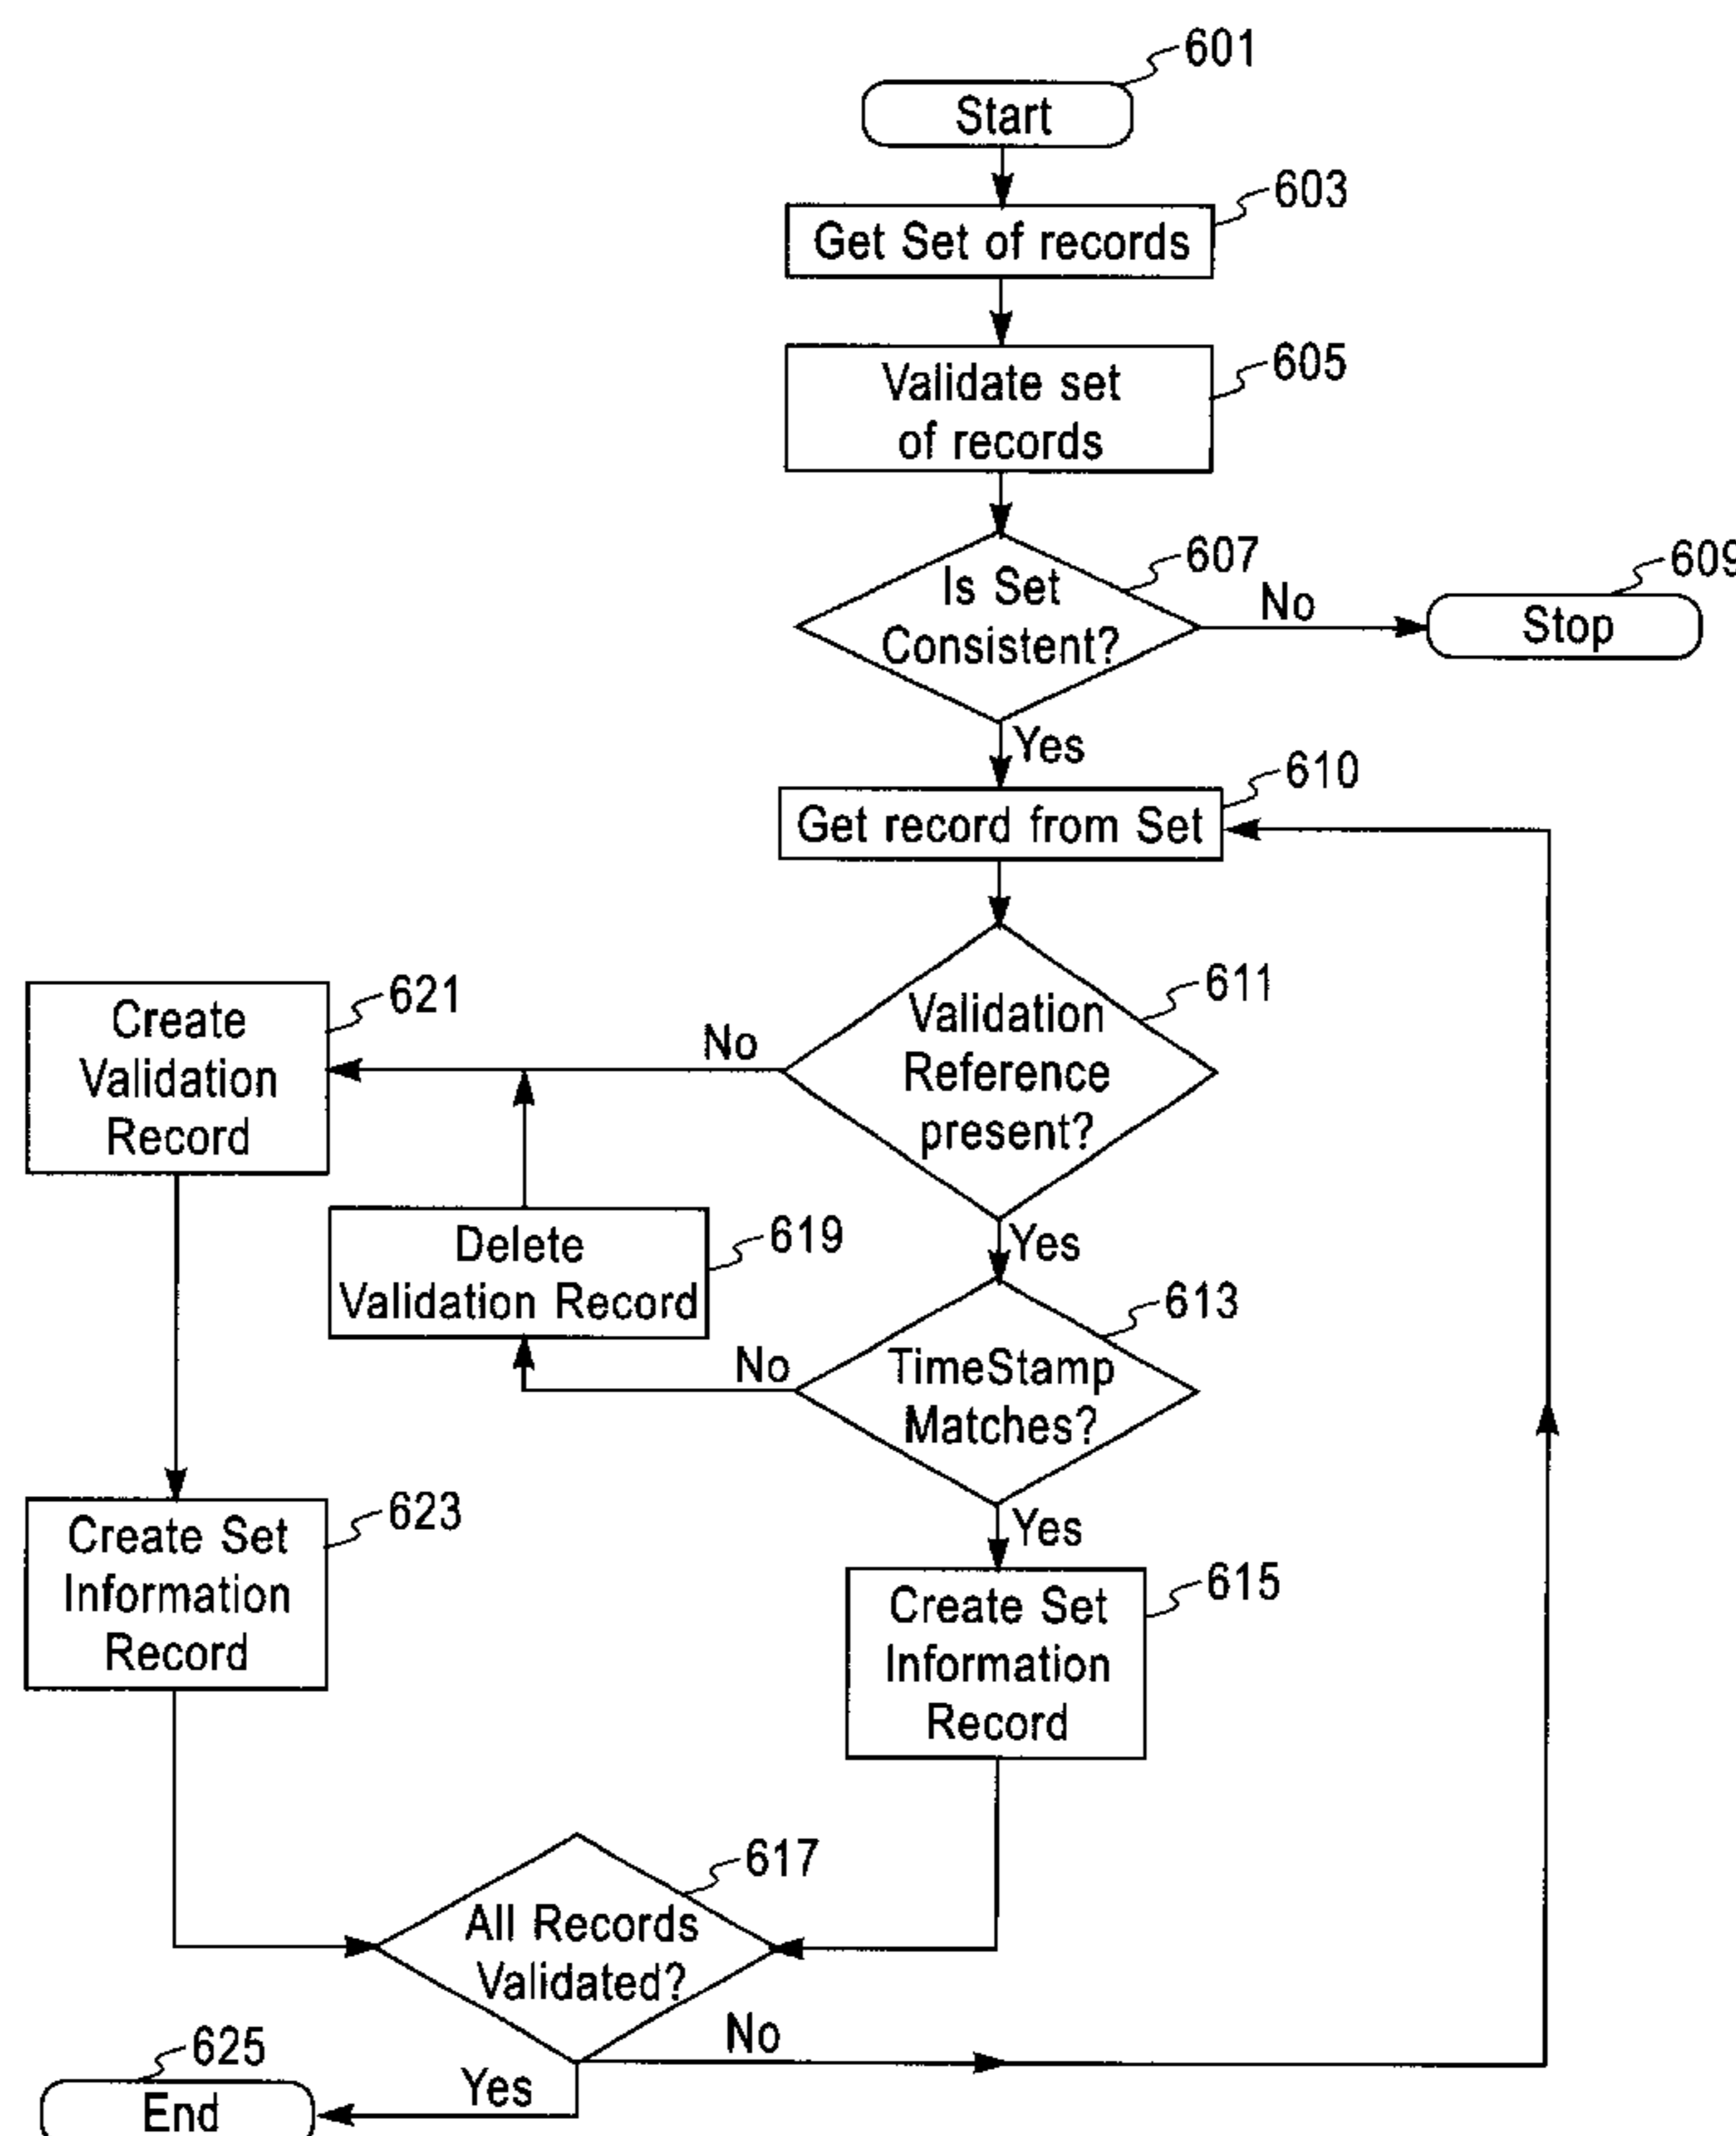 601
Start
603
Get Set of records
605
Validate set
of records
607
Is Set
Consistent?
No
609
Stop
Yes
610
Get record from Set
611
Validation
Reference
present?
No
621
Create
Validation
Record
619
Delete
Validation Record
Yes
613
TimeStamp
Matches?
No
Yes
623
Create Set
Information
Record
615
Create Set
Information
Record
617
All Records
Validated?
No
Yes
625
End